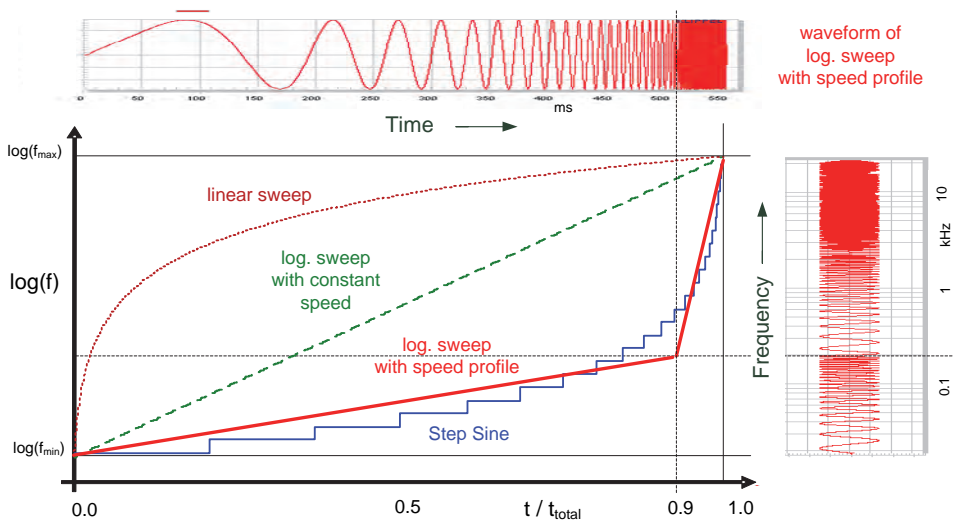 waveform of
log. sweep
with speed profile
0
50
100
150
200
250
300
350
400
450
500
550
ms
Time
log(fmax)
linear sweep
log. sweep
with constant
speed
log(f)
log. sweep
with speed profile
Step Sine
log(fmin)
0.0
0.5
t / ttotal
0.9
1.0
Frequency
10
kHz
1
0.1